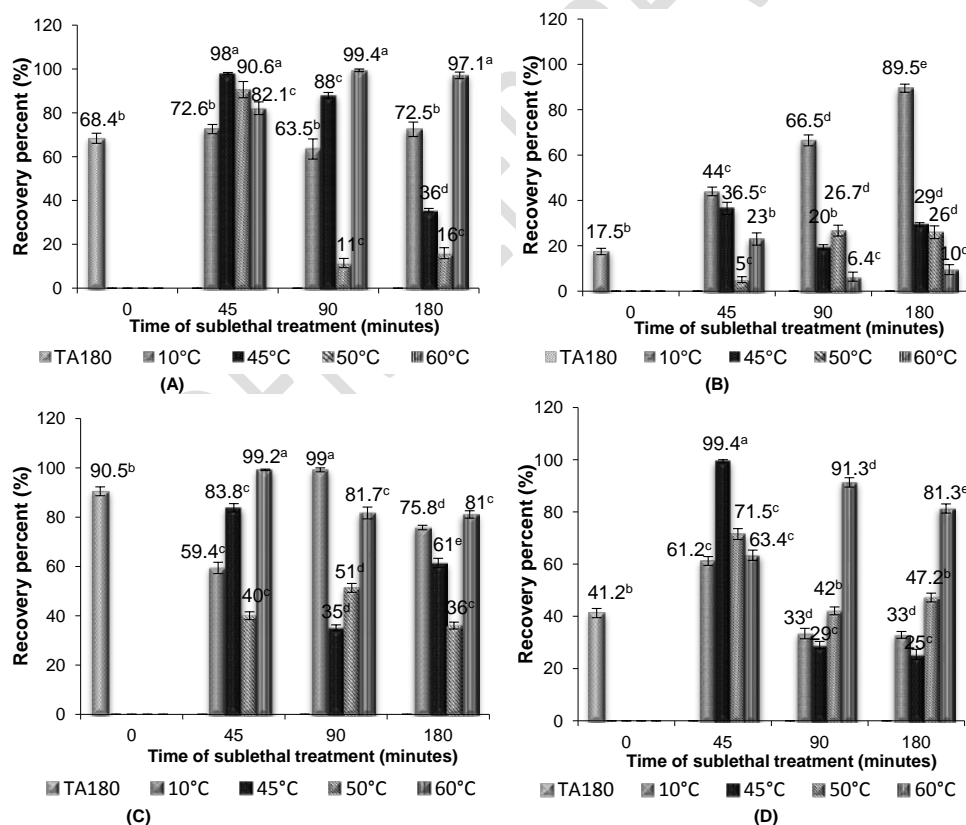 120
100
80
60
40
20
0
Recovery percent (%)
68.4ᵇ
72.6ᵇ
98ᵃ
90.6ᵃ
82.1ᶜ
63.5ᵇ
88ᶜ
11ᶜ
99.4ᵃ
72.5ᵇ
36ᵈ
16ᶜ
97.1ᵃ
0 45 90 180
Time of sublethal treatment (minutes)
TA180 10°C 45°C 50°C 60°C
(A)
120
100
80
60
40
20
0
Recovery percent (%)
17.5ᵇ
44ᶜ
36.5ᶜ
5ᶜ
23ᵇ
66.5ᵈ
20ᵇ
26.7ᵈ
6.4ᶜ
89.5ᵉ
29ᵈ
26ᵈ
10ᶜ
0 45 90 180
Time of sublethal treatment (minutes)
TA180 10°C 45°C 50°C 60°C
(B)
120
100
80
60
40
20
0
Recovery percent (%)
90.5ᵇ
59.4ᶜ
83.8ᶜ
40ᶜ
99.2ᵃ
99ᵃ
35ᵈ
51ᵈ
81.7ᶜ
75.8ᵈ
61ᵉ
36ᶜ
81ᶜ
0 45 90 180
Time of sublethal treatment (minutes)
TA180 10°C 45°C 50°C 60°C
(C)
120
100
80
60
40
20
0
Recovery percent (%)
41.2ᵇ
61.2ᶜ
99.4ᵃ
71.5ᶜ
63.4ᶜ
33ᵈ
29ᶜ
42ᵇ
91.3ᵈ
33ᵈ
25ᶜ
47.2ᵇ
81.3ᵉ
0 45 90 180
Time of sublethal treatment (minutes)
TA180 10°C 45°C 50°C 60°C
(D)